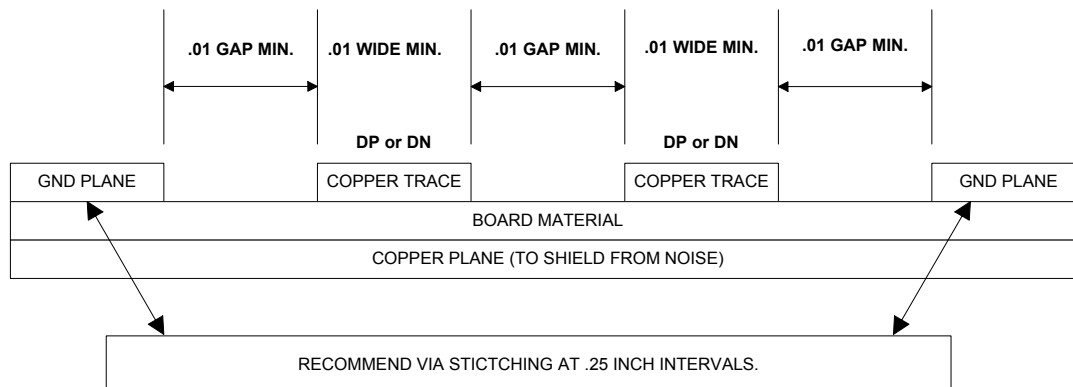 .01 GAP MIN.
.01 WIDE MIN.
.01 GAP MIN.
.01 WIDE MIN.
.01 GAP MIN.
DP or DN
DP or DN
GND PLANE
COPPER TRACE
COPPER TRACE
GND PLANE
BOARD MATERIAL
COPPER PLANE (TO SHIELD FROM NOISE)
RECOMMEND VIA STICTCHING AT .25 INCH INTERVALS.